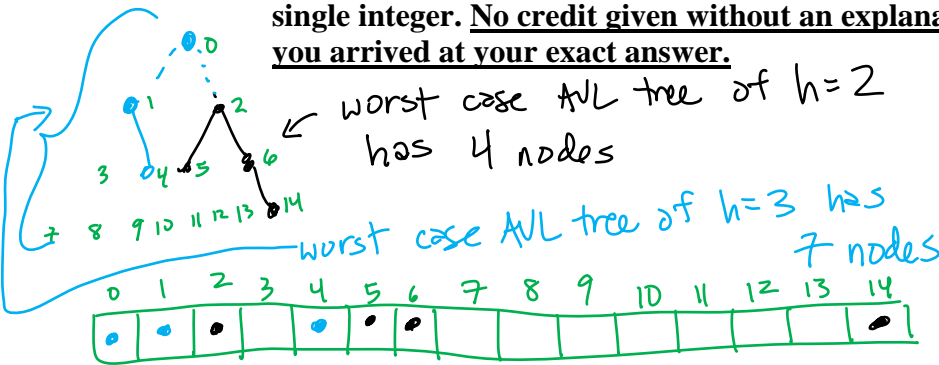 single integer. No credit given without an explana
you arrived at your exact answer.
0
worst case AVL tree of h=2
has 4 nodes
1 2
3 4 5 6
7 8 9 10 11 12 13 14
worst case AVL tree of h=3 has
7 nodes
0 1 2 3 4 5 6 7 8 9 10 11 12 13 14